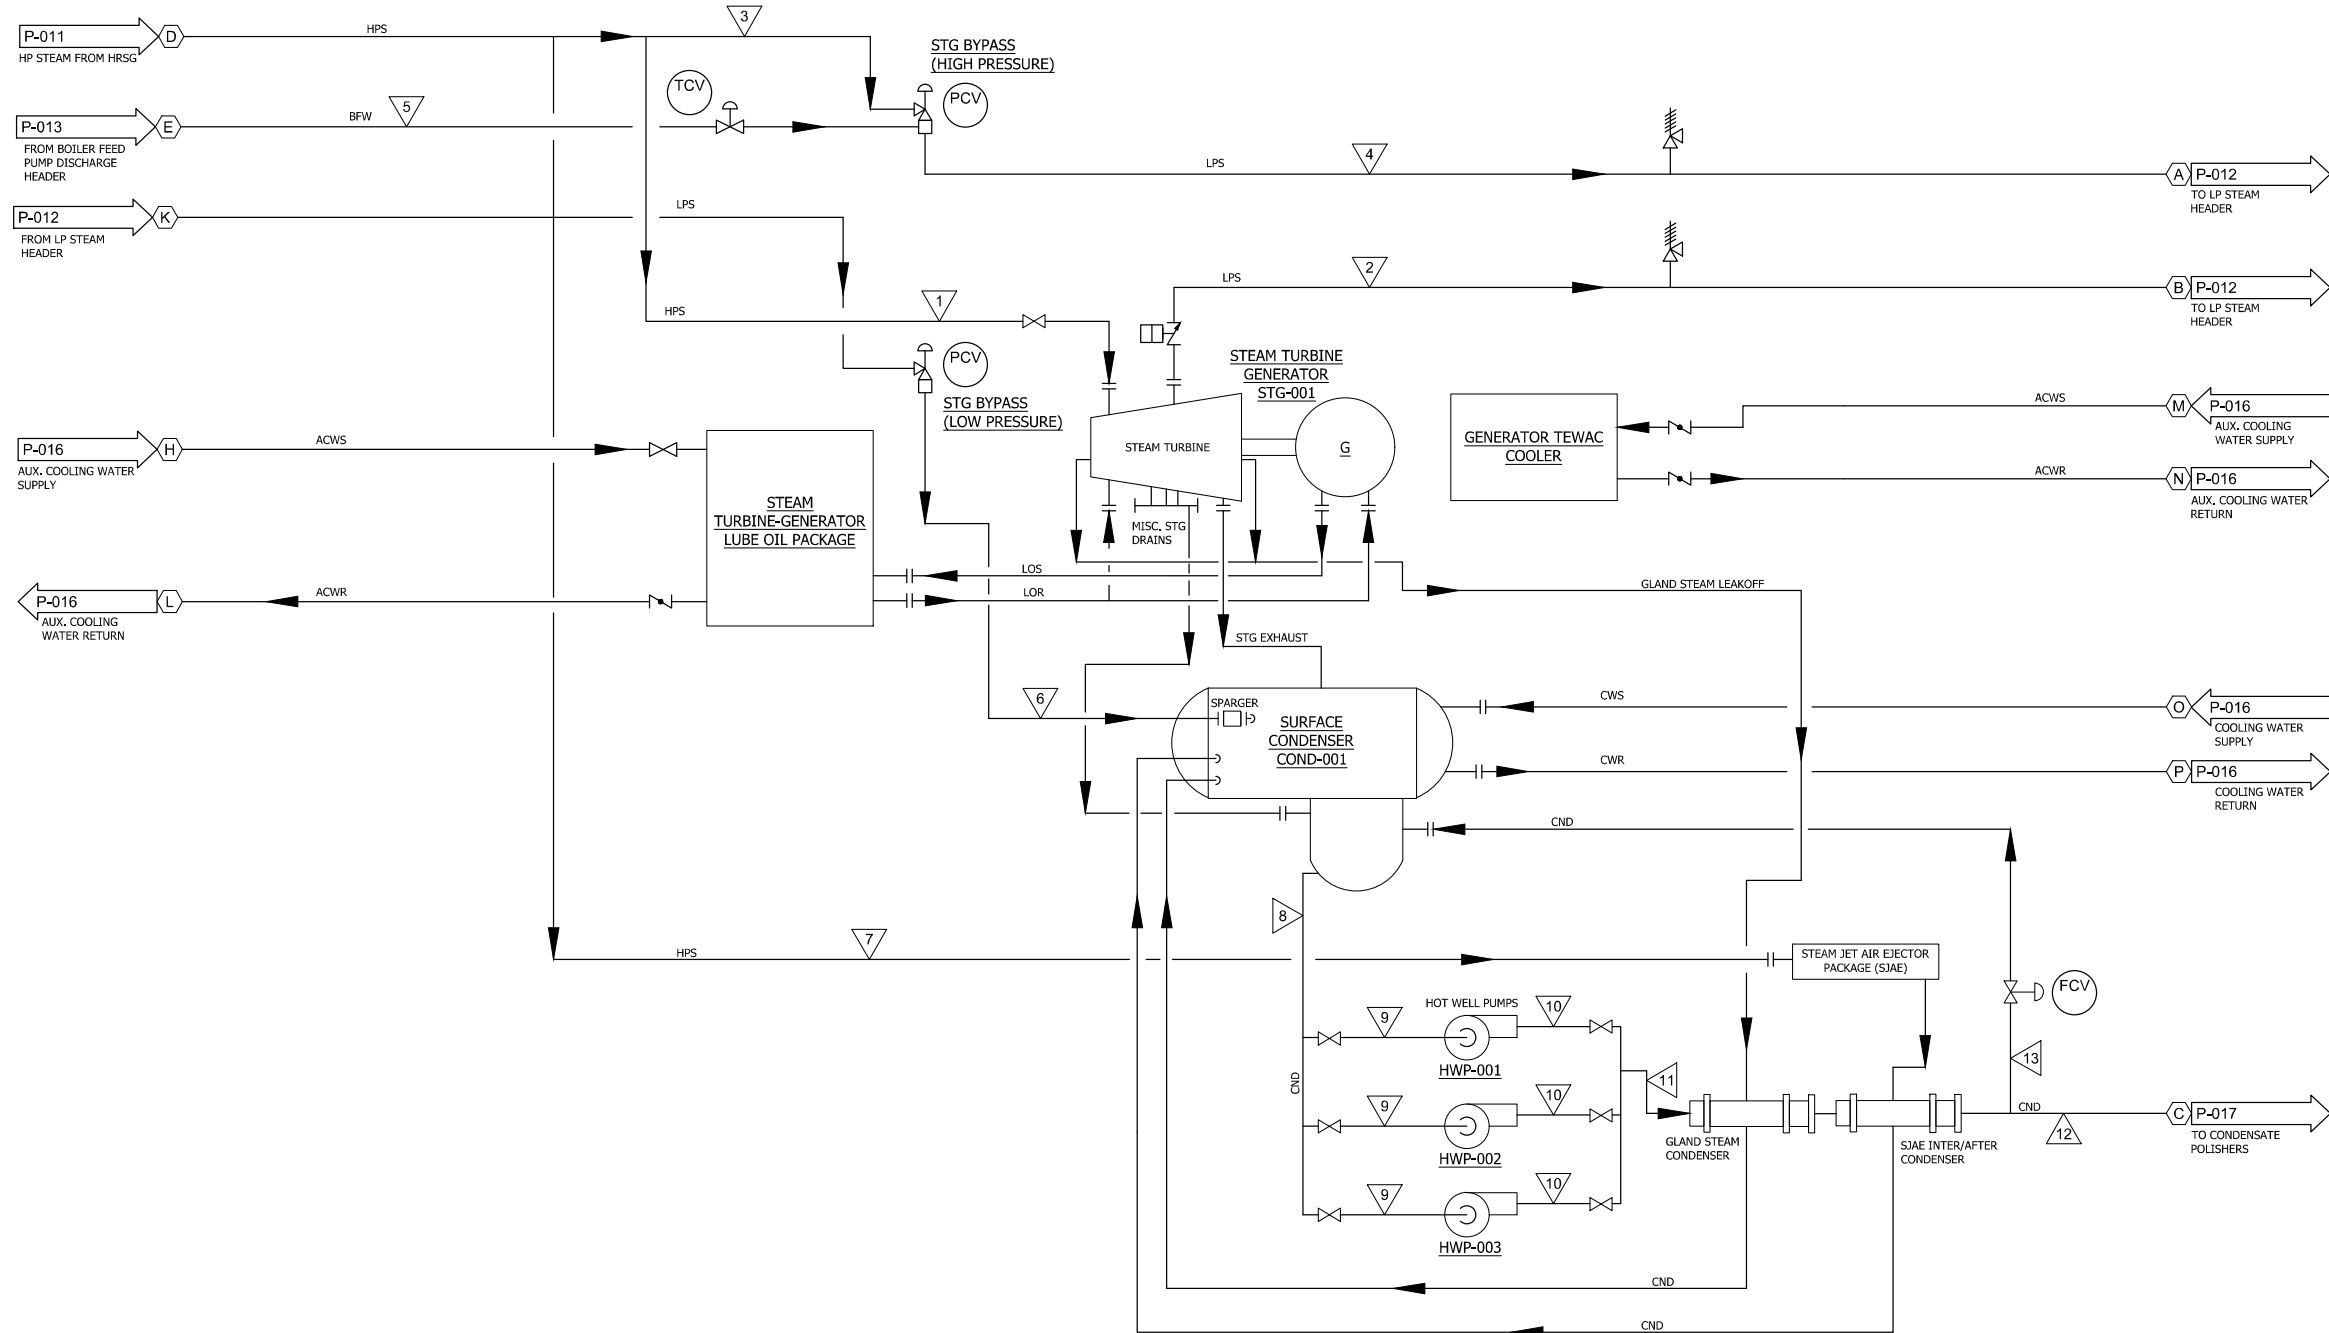 P-011
D
HP STEAM FROM HRSG
HPS
3
STG BYPASS
(HIGH PRESSURE)
TCV
PCV
P-013
E
FROM BOILER FEED
PUMP DISCHARGE
HEADER
5
BFW
LPS
4
A
P-012
TO LP STEAM
HEADER
P-012
K
FROM LP STEAM
HEADER
LPS
LPS
2
B
P-012
TO LP STEAM
HEADER
HPS
1
PCV
STG BYPASS
(LOW PRESSURE)
STEAM TURBINE
GENERATOR
STG-001
STEAM TURBINE
G
MISC. STG
DRAINS
GENERATOR TEWAC
COOLER
ACWS
M
P-016
AUX. COOLING
WATER SUPPLY
ACWR
N
P-016
AUX. COOLING WATER
RETURN
P-016
H
AUX. COOLING WATER
SUPPLY
ACWS
STEAM
TURBINE-GENERATOR
LUBE OIL PACKAGE
LOS
LOR
GLAND STEAM LEAKOFF
P-016
L
AUX. COOLING
WATER RETURN
ACWR
STG EXHAUST
6
SPARGER
SURFACE
CONDENSER
COND-001
CWS
O
P-016
COOLING WATER
SUPPLY
CWR
P
P-016
COOLING WATER
RETURN
CND
8
HPS
7
STEAM JET AIR EJECTOR
PACKAGE (SJAE)
FCV
HOT WELL PUMPS
9
10
HWP-001
CND
9
10
HWP-002
9
10
HWP-003
11
GLAND STEAM
CONDENSER
SJAE INTER/AFTER
CONDENSER
13
CND
12
C
P-017
TO CONDENSATE
POLISHERS
CND
CND